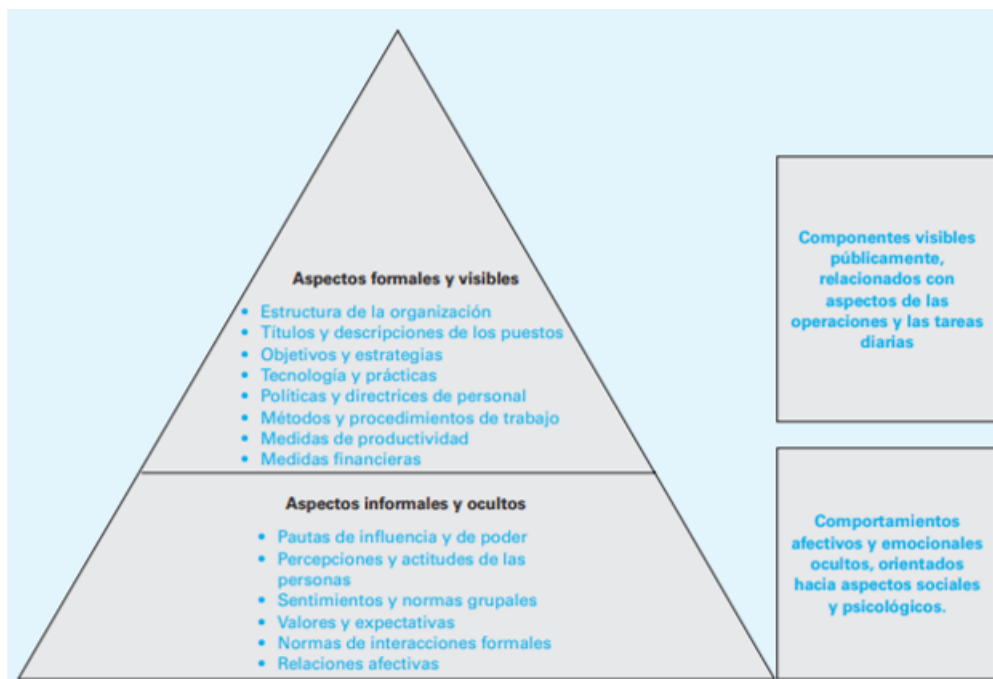 Aspectos formales y visibles
• Estructura de la organización
• Títulos y descripciones de los puestos
• Objetivos y estrategias
• Tecnología y prácticas
• Políticas y directrices de personal
• Métodos y procedimientos de trabajo
• Medidas de productividad
• Medidas financieras
Componentes visibles
públicamente,
relacionados con
aspectos de las
operaciones y las tareas
diarias
Aspectos informales y ocultos
• Pautas de influencia y de poder
• Percepciones y actitudes de las
personas
• Sentimientos y normas grupales
• Valores y expectativas
• Normas de interacciones formales
• Relaciones afectivas
Comportamientos
afectivos y emocionales
ocultos, orientados
hacia aspectos sociales
y psicológicos.